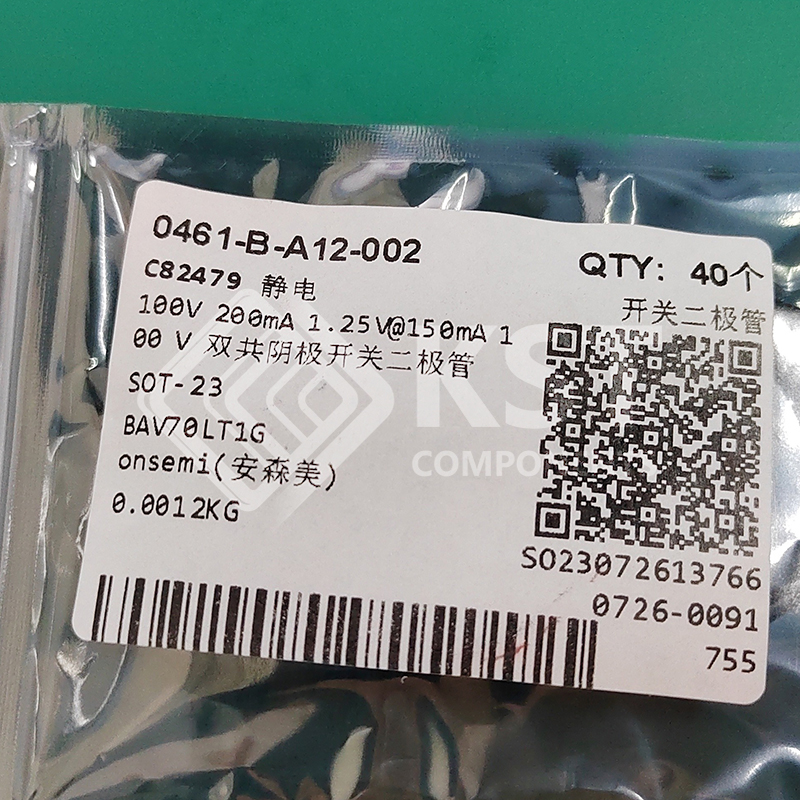 0461-B-A12-002
QTY: 40个
C82479 静电
开关二极管
100V 200mA 1.25V@150mA 1
00 V 双共阴极开关二极管
SOT-23
BAV70LT1G
onsemi(安森美)
0.0012KG
SO23072613766
0726-0091
755